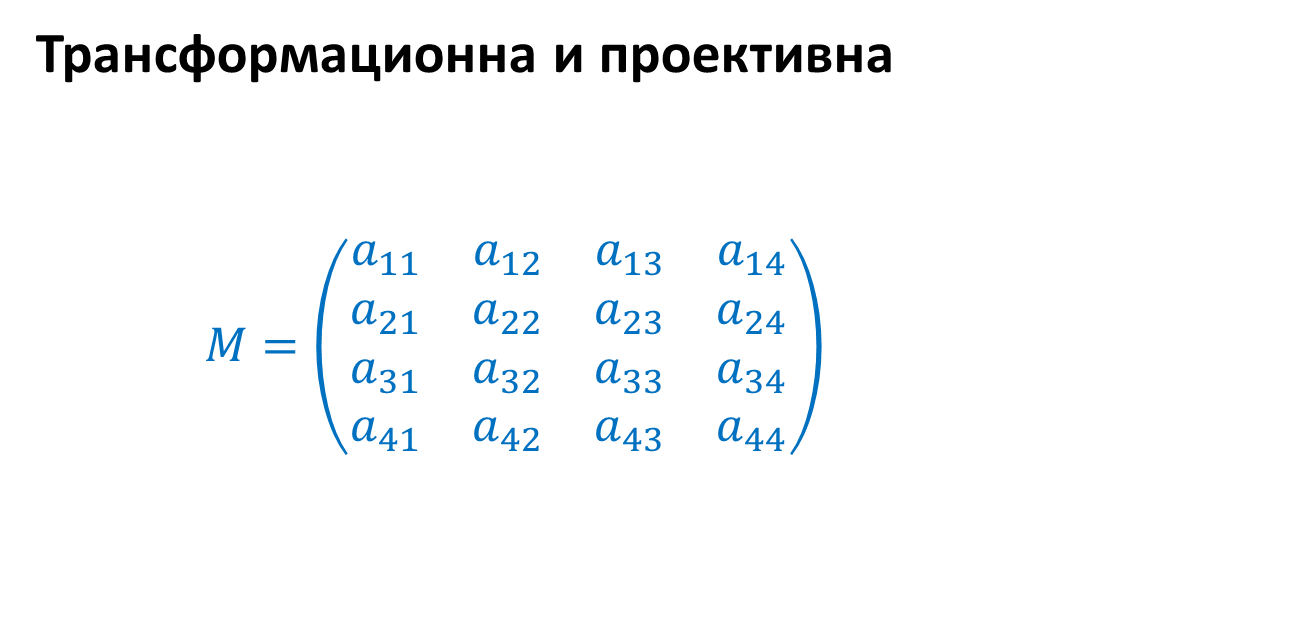 Трансформационна и проективна
a₁₁ a₁₂ a₁₃ a₁₄
a₂₁ a₂₂ a₂₃ a₂₄
M =
a₃₁ a₃₂ a₃₃ a₃₄
a₄₁ a₄₂ a₄₃ a₄₄